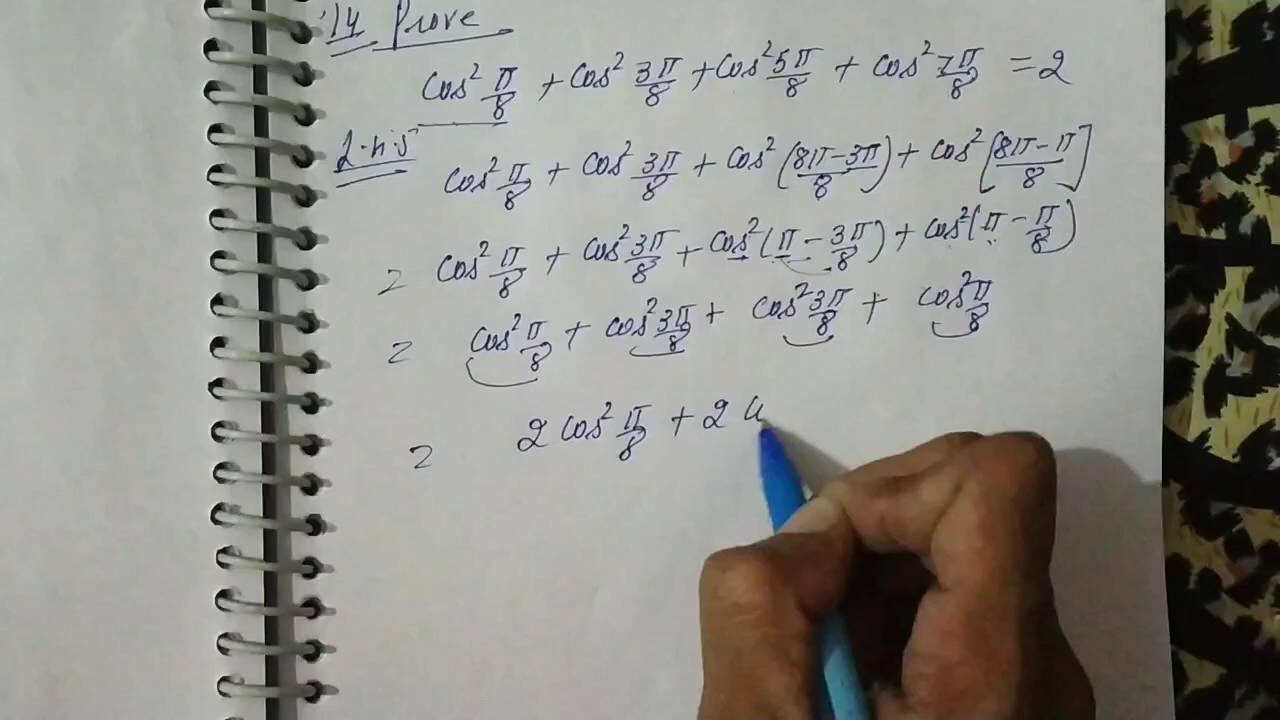 :14 Prove
cos² π/8 + cos² 3π/8 + cos² 5π/8 + cos² 7π/8 = 2
L.H.S
cos² π/8 + cos² 3π/8 + cos² (8π-3π/8) + cos² [8π-π/8]
= cos² π/8 + cos² 3π/8 + cos² (π - 3π/8) + cos² (π - π/8)
= cos² π/8 + cos² 3π/8 + cos² 3π/8 + cos² π/8
= 2 cos² π/8 + 2